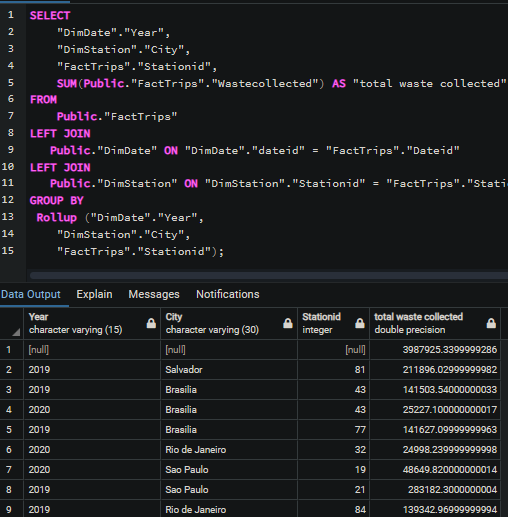 1 SELECT
2 "DimDate"."Year",
3 "DimStation"."City",
4 "FactTrips"."Stationid",
5 SUM(Public."FactTrips"."Wastecollected") AS "total waste collected"
6 FROM
7 Public."FactTrips"
8 LEFT JOIN
9 Public."DimDate" ON "DimDate"."dateid" = "FactTrips"."Dateid"
10 LEFT JOIN
11 Public."DimStation" ON "DimStation"."Stationid" = "FactTrips"."Stati
12 GROUP BY
13 Rollup ("DimDate"."Year",
14 "DimStation"."City",
15 "FactTrips"."Stationid");
Data Output Explain Messages Notifications
Year City Stationid total waste collected
character varying (15) character varying (30) integer double precision
1 [null] [null] [null] 3987925.3399999286
2 2019 Salvador 81 211896.02999999982
3 2019 Brasilia 43 141503.54000000033
4 2020 Brasilia 43 25227.100000000017
5 2019 Brasilia 77 141627.09999999963
6 2020 Rio de Janeiro 32 24998.239999999998
7 2020 Sao Paulo 19 48649.820000000014
8 2019 Sao Paulo 21 283182.3000000004
9 2019 Rio de Janeiro 84 139342.96999999994